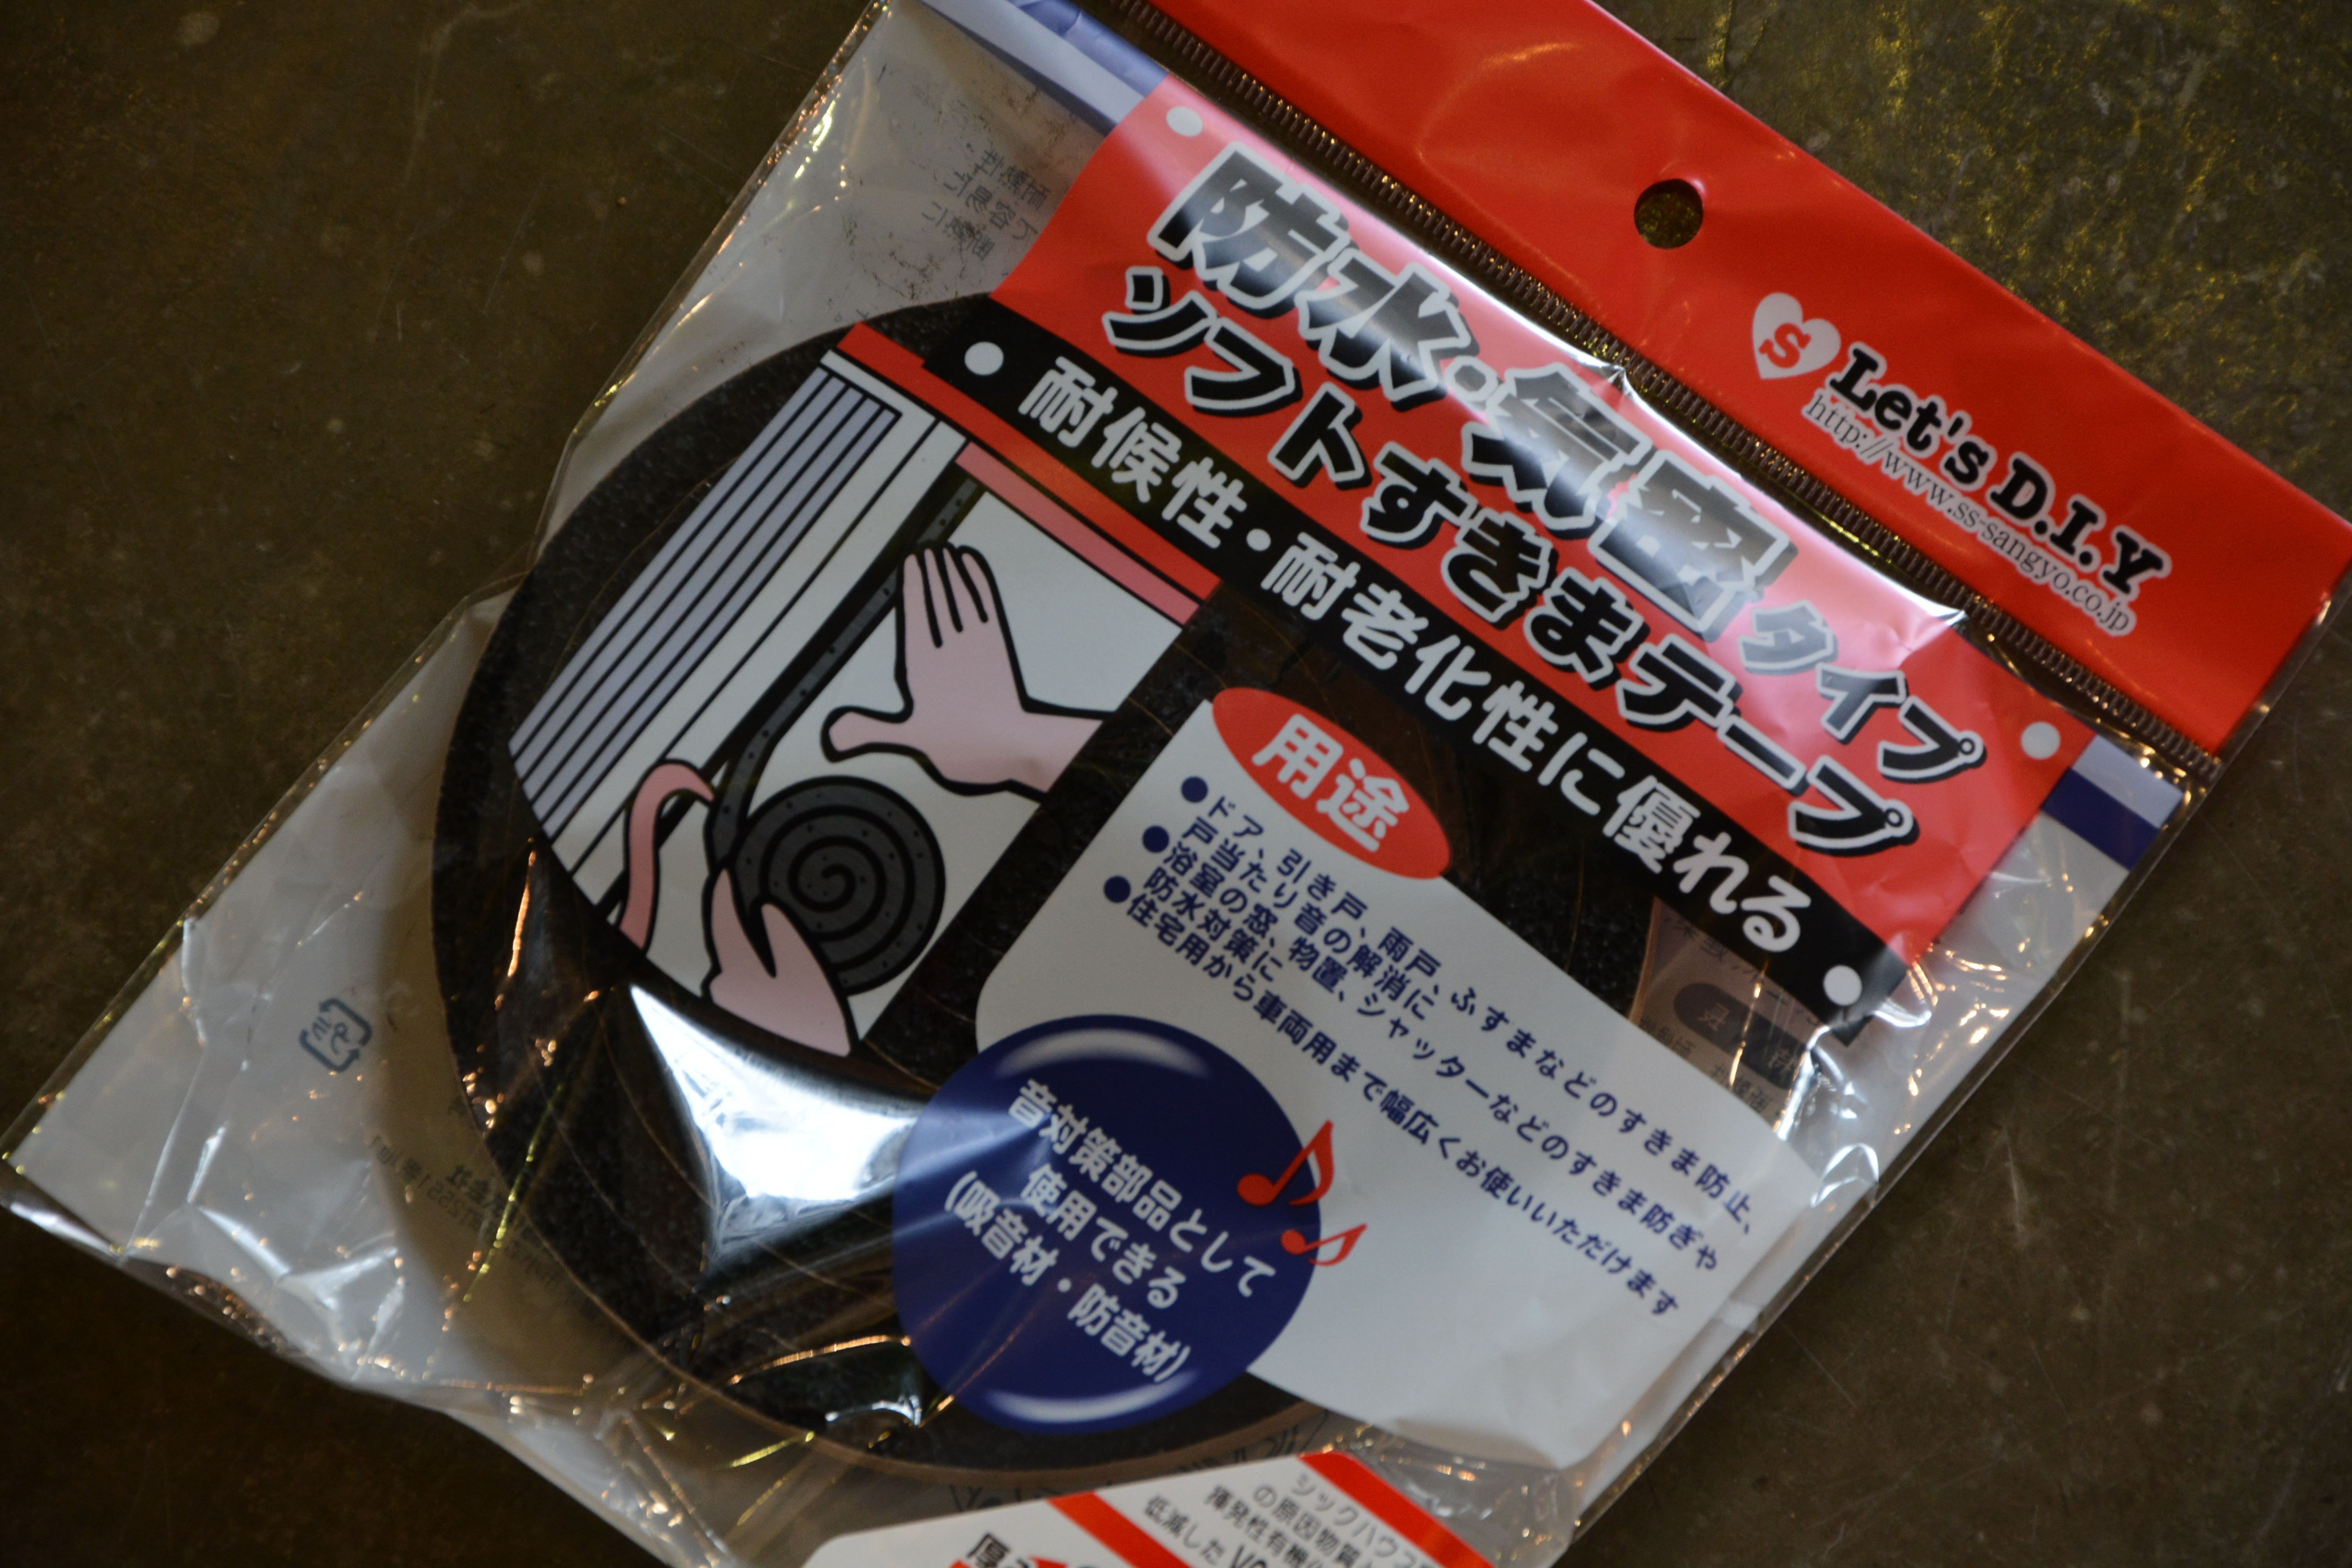 S Let's D.I.Y
http://www.ss-sangyo.co.jp
防水・気密タイプ
ソフトすきまテープ
耐候性・耐老化性に優れる
用途
●ドア、引き戸、雨戸、ふすまなどのすきま防止、
戸当たり音の解消に
●浴室の窓、物置、シャッターなどのすきま防ぎや
防水対策に
●住宅用から車両用まで幅広くお使いいただけます
音対策部品として
使用できる
(吸音材・防音材)
シックハウス
の原因物質
揮発性有機
低減した
厚